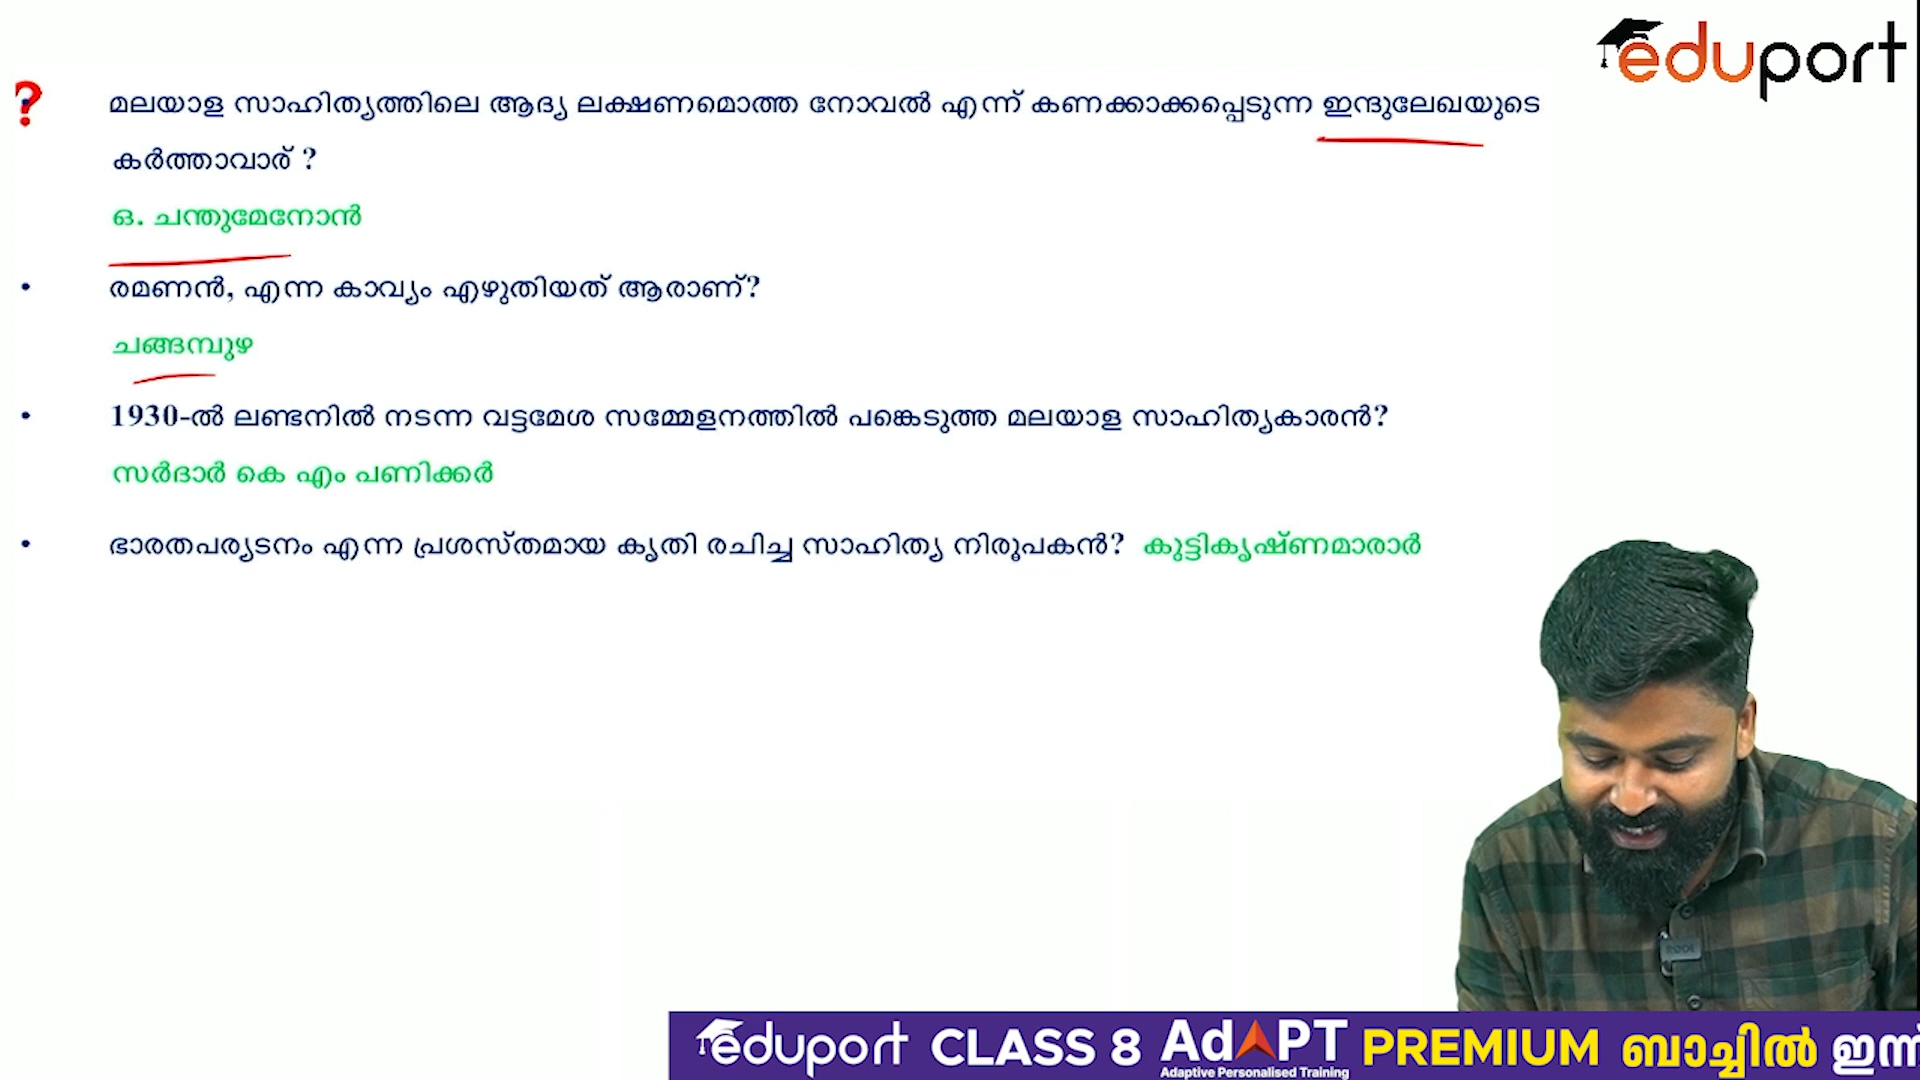 eduport
മലയാള സാഹിത്യത്തിലെ ആദ്യ ലക്ഷണമൊത്ത നോവൽ എന്ന് കണക്കാക്കപ്പെടുന്ന ഇന്ദുലേഖയുടെ
കർത്താവാര് ?
ഒ. ചന്തുമേനോൻ
• രമണൻ, എന്ന കാവ്യം എഴുതിയത് ആരാണ്?
ചങ്ങമ്പുഴ
• 1930-ൽ ലണ്ടനിൽ നടന്ന വട്ടമേശ സമ്മേളനത്തിൽ പങ്കെടുത്ത മലയാള സാഹിത്യകാരൻ?
സർദാർ കെ എം പണിക്കർ
• ഭാരതപര്യടനം എന്ന പ്രശസ്തമായ കൃതി രചിച്ച സാഹിത്യ നിരൂപകൻ? കുട്ടികൃഷ്ണമാരാർ
RODE
eduport CLASS 8 AdAPT PREMIUM ബാച്ചിൽ
Adaptive Personalised Training